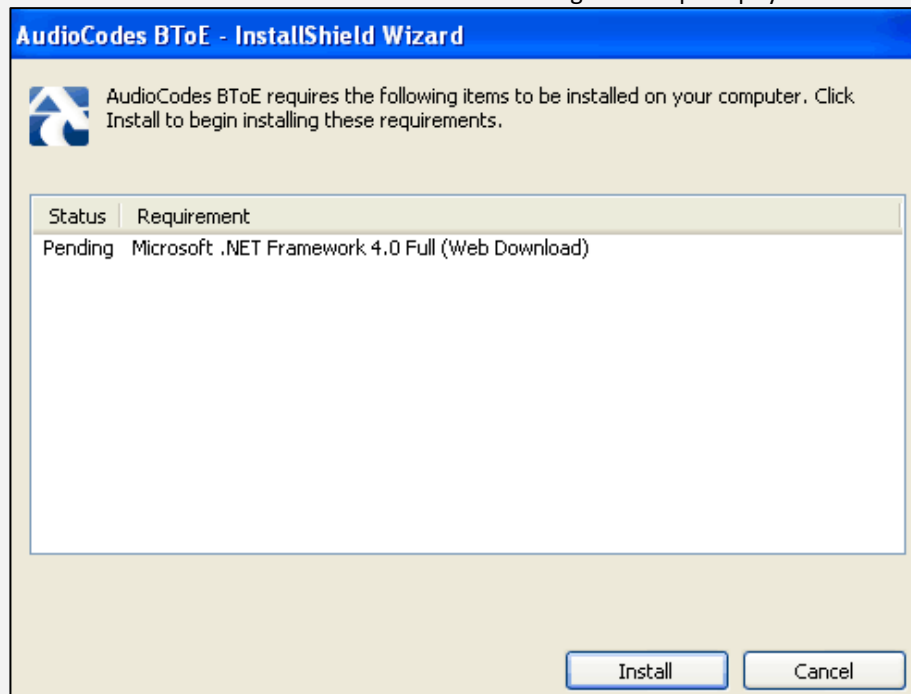 AudioCodes BToE - InstallShield Wizard
AudioCodes BToE requires the following items to be installed on your computer. Click
Install to begin installing these requirements.
Status Requirement
Pending Microsoft .NET Framework 4.0 Full (Web Download)
Install Cancel